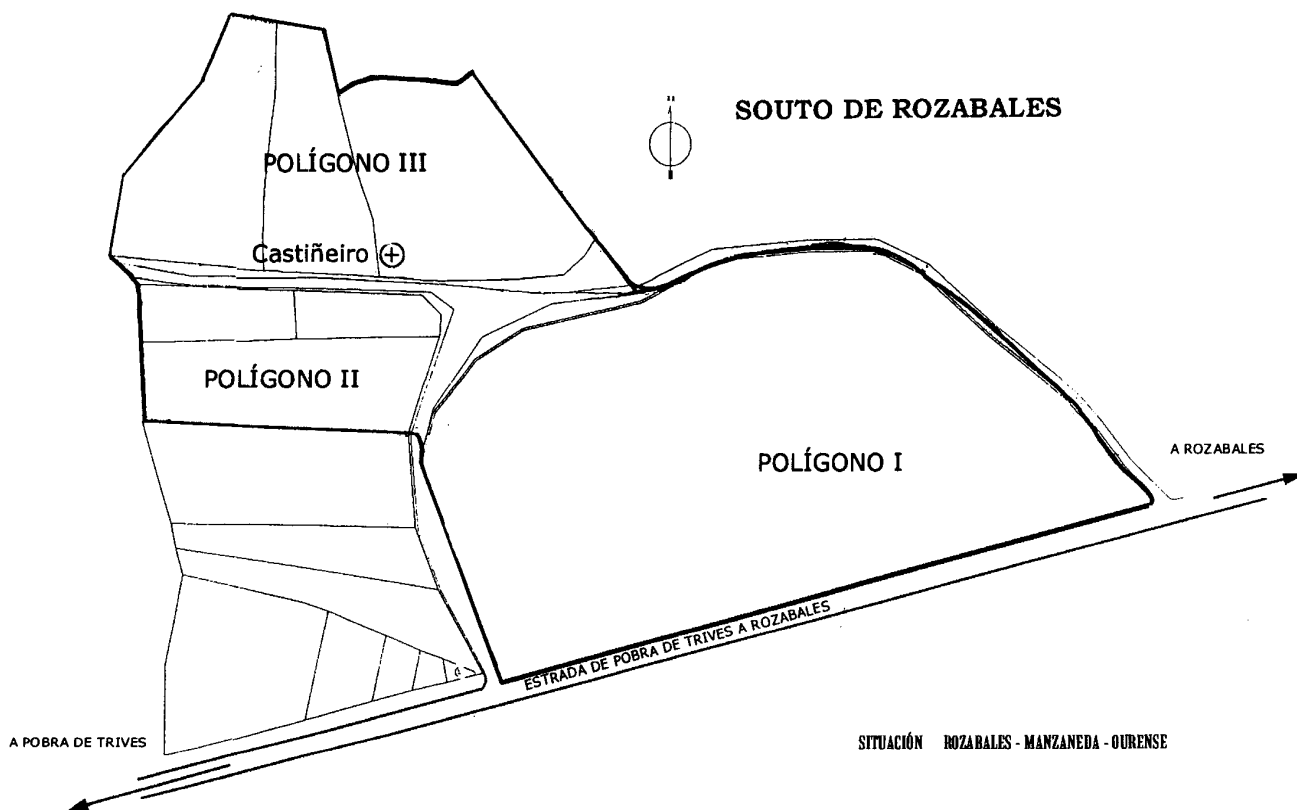 SOUTO DE ROZABALES
POLÍGONO III
Castiñeiro
POLÍGONO II
POLÍGONO I
A ROZABALES
ESTRADA DE POBRA DE TRIVES A ROZABALES
A POBRA DE TRIVES
SITUACIÓN ROZABALES - MANZANEDA - OURENSE